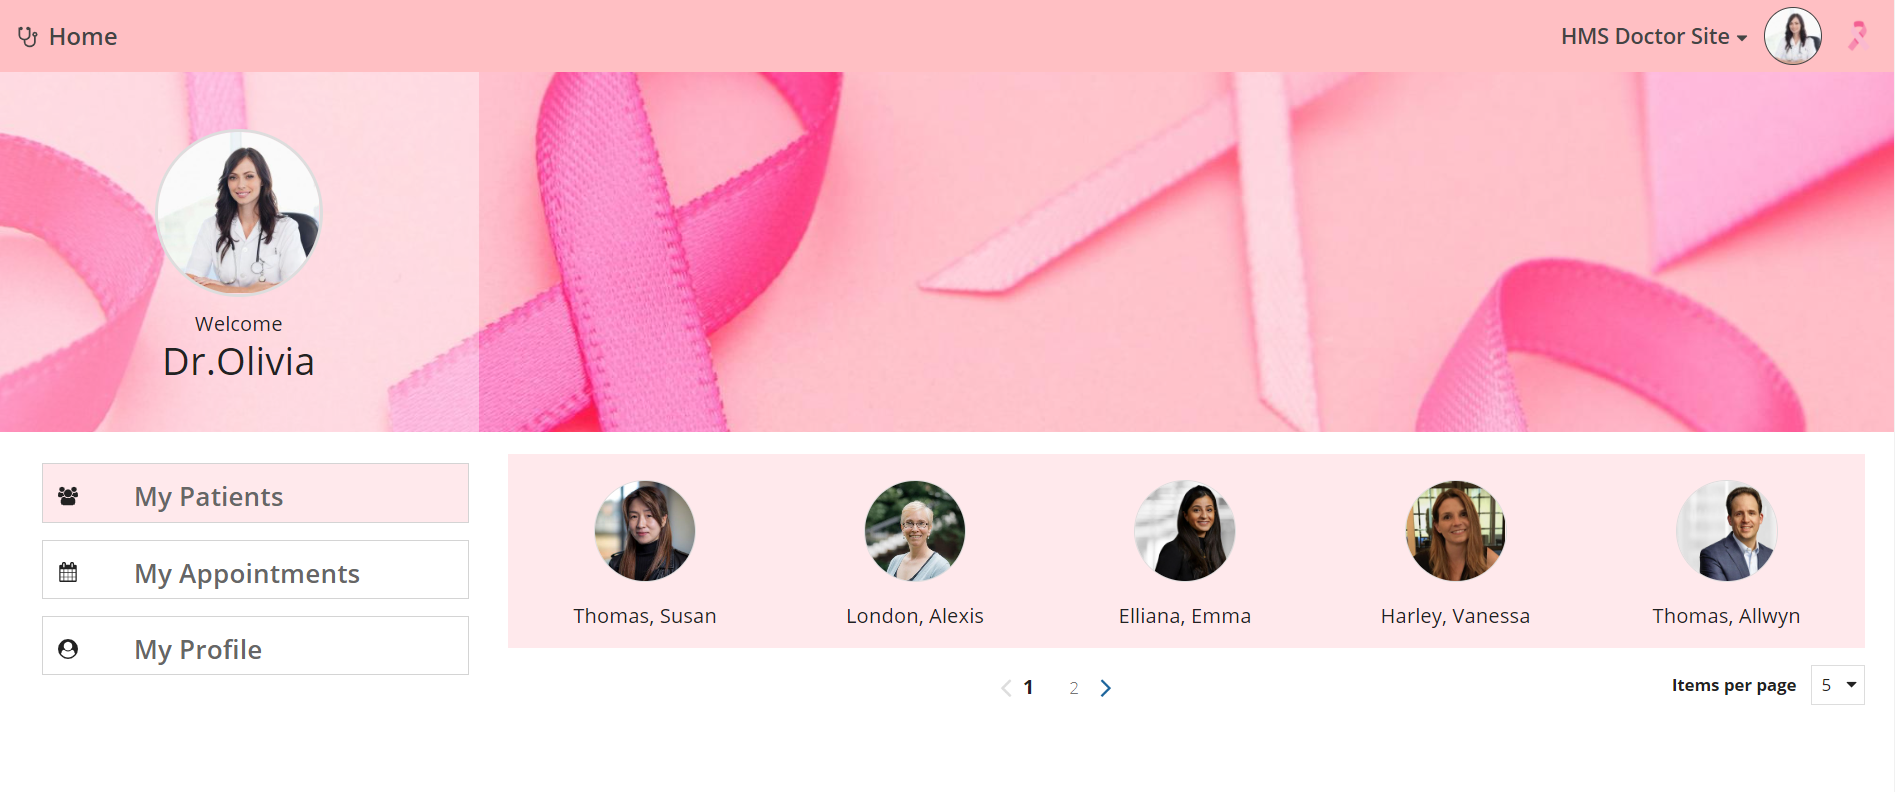 Home
HMS Doctor Site
Welcome
Dr.Olivia
My Patients
My Appointments
My Profile
Thomas, Susan
London, Alexis
Elliana, Emma
Harley, Vanessa
Thomas, Allwyn
1 2
Items per page 5